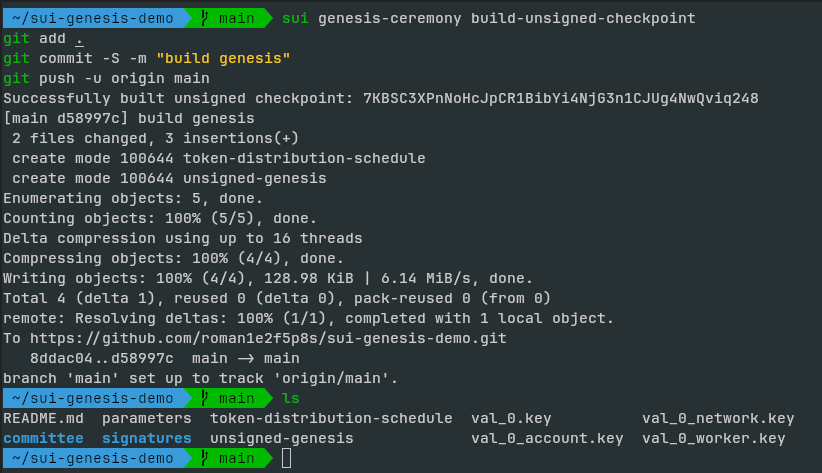 ~/sui-genesis-demo main sui genesis-ceremony build-unsigned-checkpoint
git add .
git commit -S -m "build genesis"
git push -u origin main
Successfully built unsigned checkpoint: 7KBSC3XPnNoHcJpCR1BibYi4NjG3n1CJUg4NwQviq248
[main d58997c] build genesis
 2 files changed, 3 insertions(+)
 create mode 100644 token-distribution-schedule
 create mode 100644 unsigned-genesis
Enumerating objects: 5, done.
Counting objects: 100% (5/5), done.
Delta compression using up to 16 threads
Compressing objects: 100% (4/4), done.
Writing objects: 100% (4/4), 128.98 KiB | 6.14 MiB/s, done.
Total 4 (delta 1), reused 0 (delta 0), pack-reused 0 (from 0)
remote: Resolving deltas: 100% (1/1), completed with 1 local object.
To https://github.com/roman1e2f5p8s/sui-genesis-demo.git
   8ddac04..d58997c  main -> main
branch 'main' set up to track 'origin/main'.
~/sui-genesis-demo main ls
README.md  parameters  token-distribution-schedule  val_0.key          val_0_network.key
committee  signatures  unsigned-genesis             val_0_account.key  val_0_worker.key
~/sui-genesis-demo main